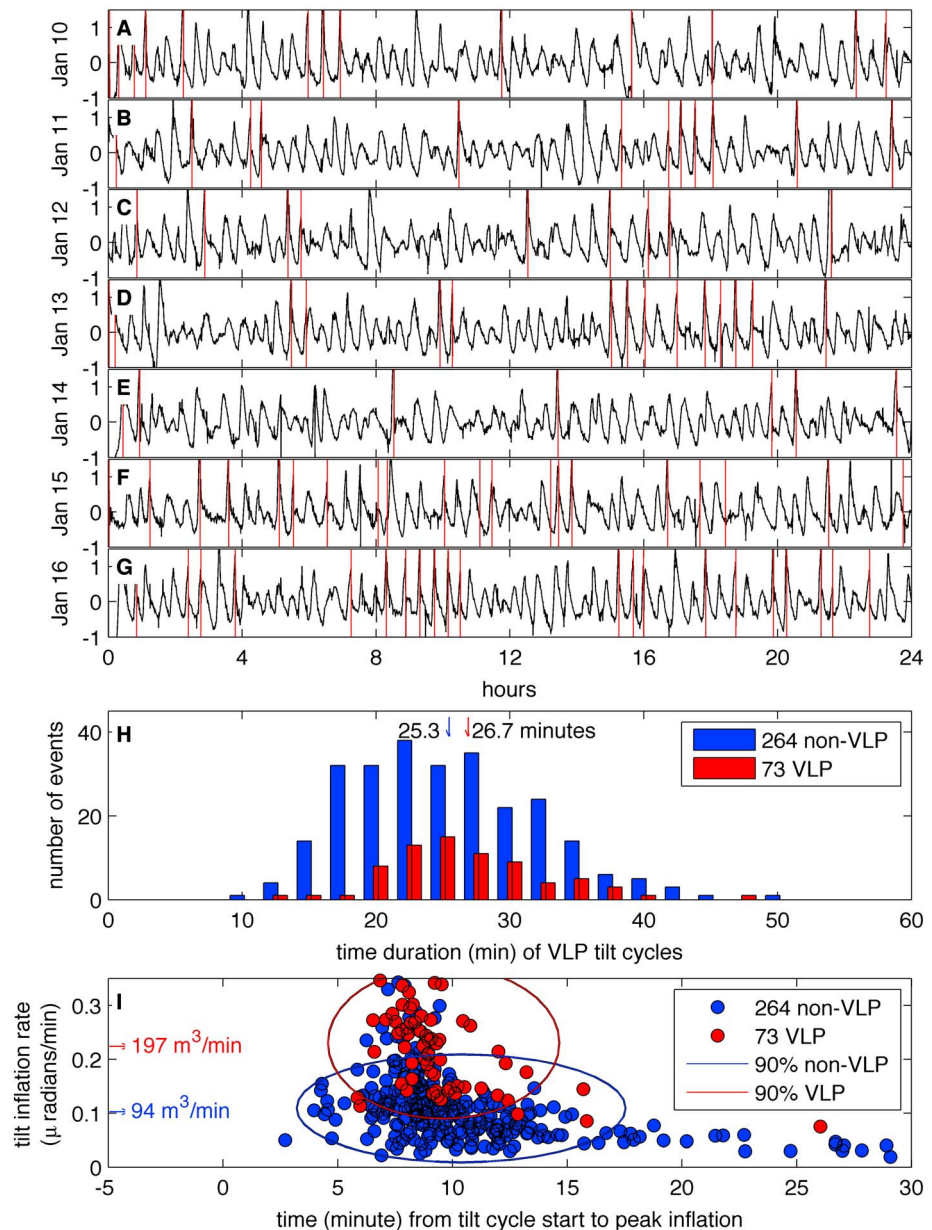 A
Jan 10
1
0
-1
B
Jan 11
1
0
-1
C
Jan 12
1
0
-1
D
Jan 13
1
0
-1
E
Jan 14
1
0
-1
F
Jan 15
1
0
-1
G
Jan 16
1
0
-1
0 4 8 12 16 20 24
hours
H
25.3 ↓ ↓ 26.7 minutes
264 non-VLP
73 VLP
number of events
40
20
0
0 10 20 30 40 50 60
time duration (min) of VLP tilt cycles
I
264 non-VLP
73 VLP
90% non-VLP
90% VLP
→ 197 m³/min
→ 94 m³/min
tilt inflation rate
(μ radians/min)
0.3
0.2
0.1
0
-5 0 5 10 15 20 25 30
time (minute) from tilt cycle start to peak inflation